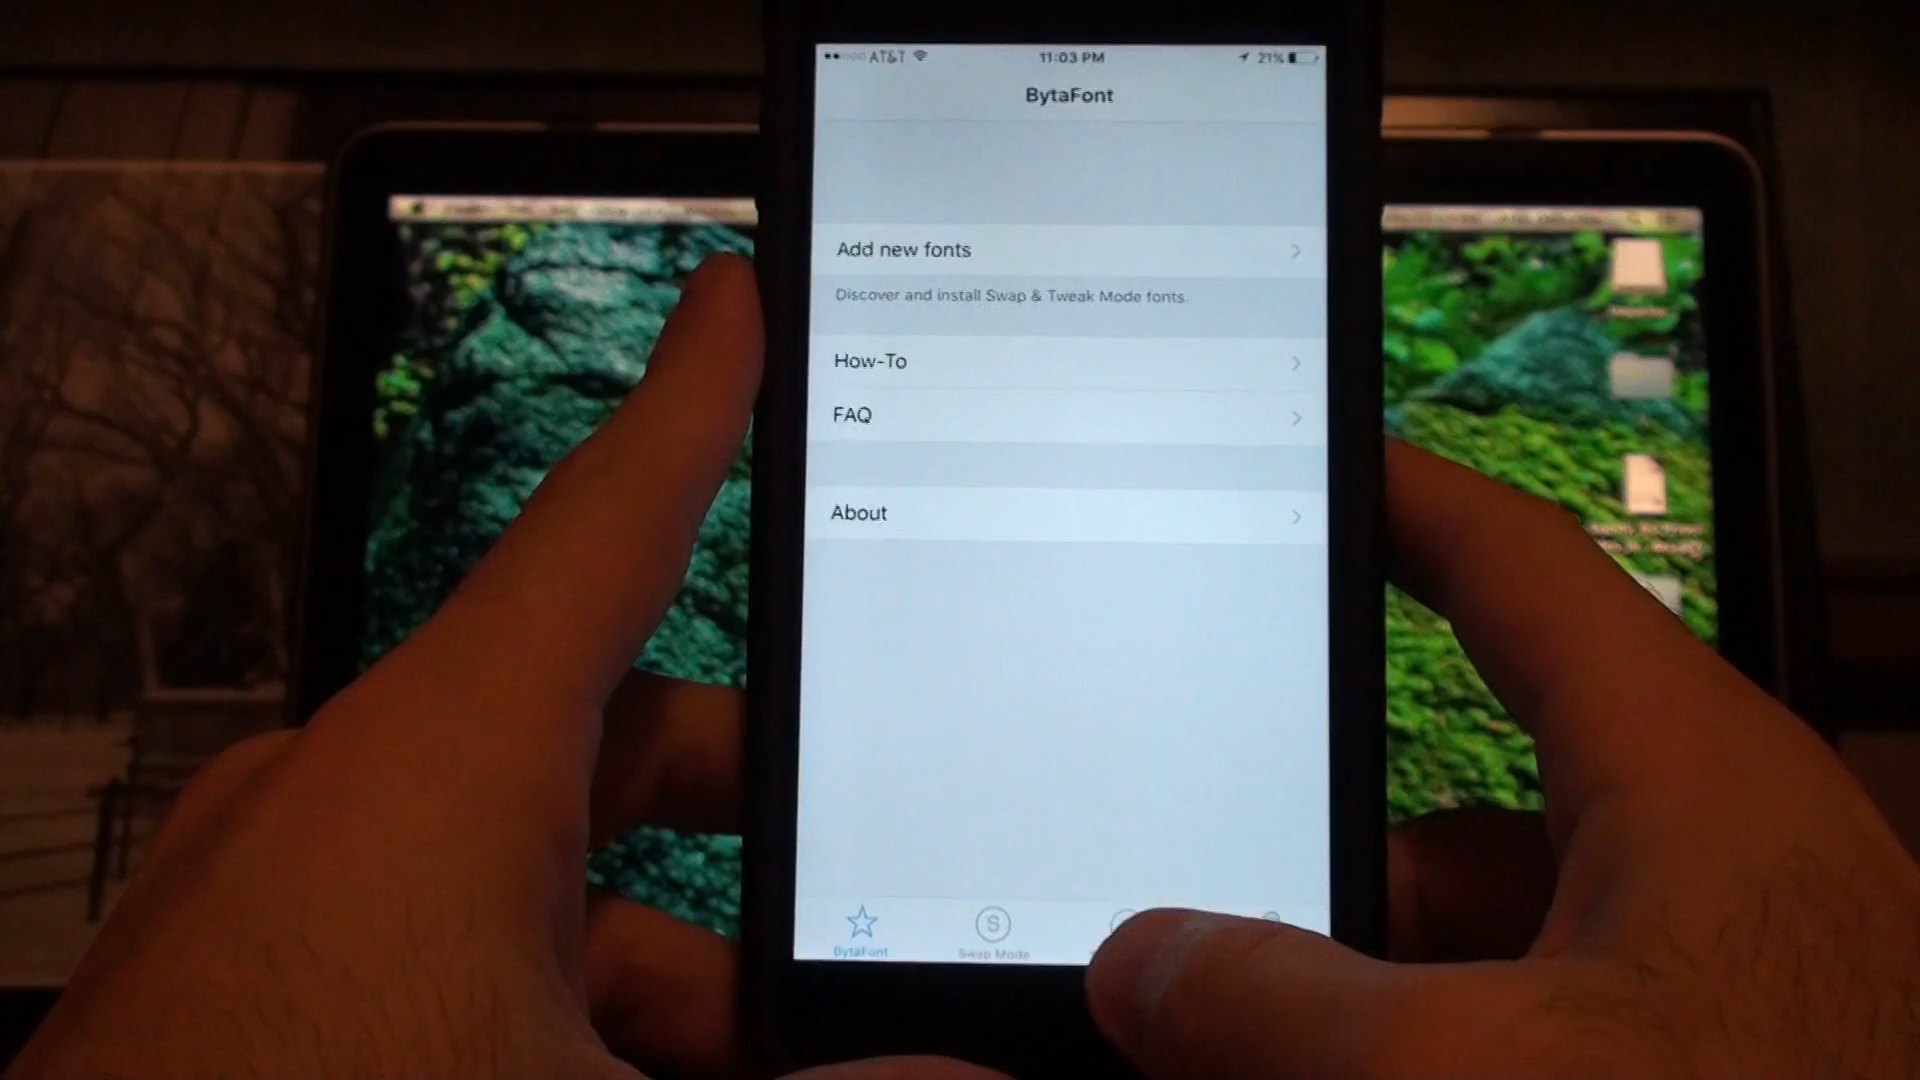 AT&T 11:03 PM 21%
BytaFont
Add new fonts
Discover and install Swap & Tweak Mode fonts.
How-To
FAQ
About
S
BytaFont Swap Mode